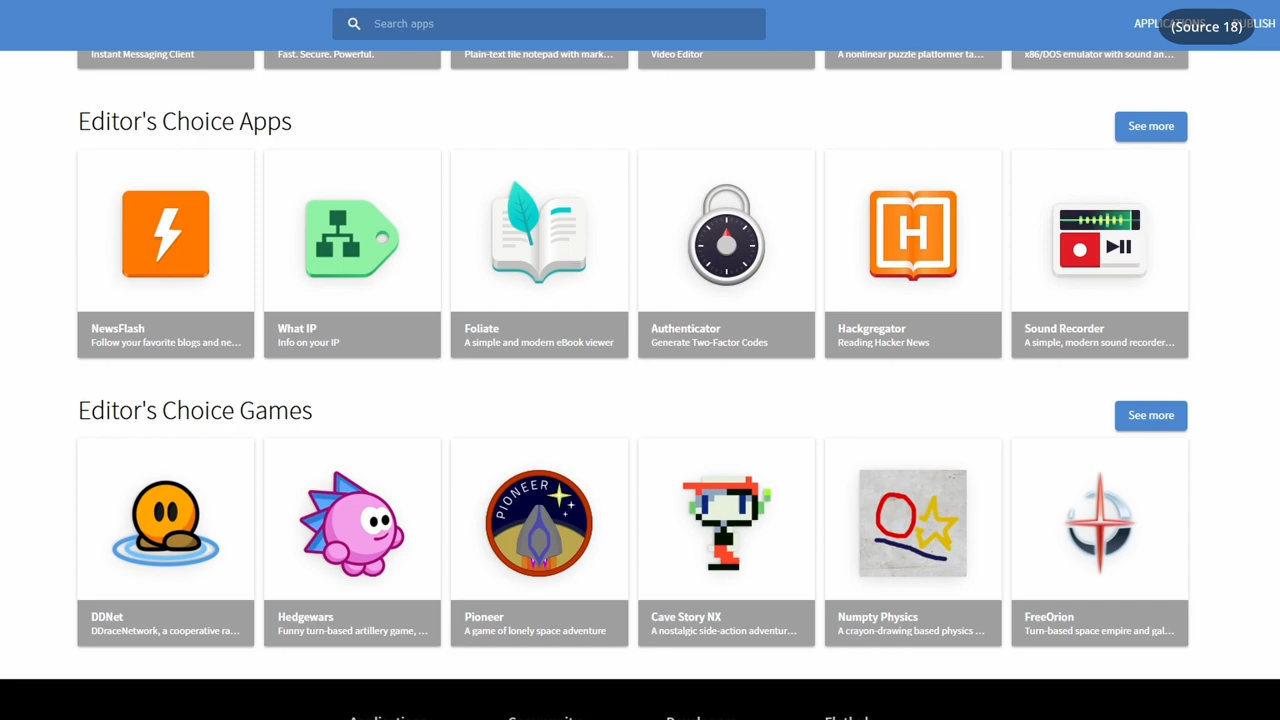 Search apps
(Source 18)
Instant Messaging Client
Fast. Secure. Powerful.
Plain-text file notepad with mark...
Video Editor
A nonlinear puzzle platformer ta...
x86/DOS emulator with sound an...
Editor's Choice Apps
See more
H
NewsFlash
Follow your favorite blogs and ne...
What IP
Info on your IP
Foliate
A simple and modern eBook viewer
Authenticator
Generate Two-Factor Codes
Hackgregator
Reading Hacker News
Sound Recorder
A simple, modern sound recorder...
Editor's Choice Games
See more
PIONEER
DDNet
DDraceNetwork, a cooperative ra...
Hedgewars
Funny turn-based artillery game, ...
Pioneer
A game of lonely space adventure
Cave Story NX
A nostalgic side-action adventur...
Numpty Physics
A crayon-drawing based physics ...
FreeOrion
Turn-based space empire and gal...